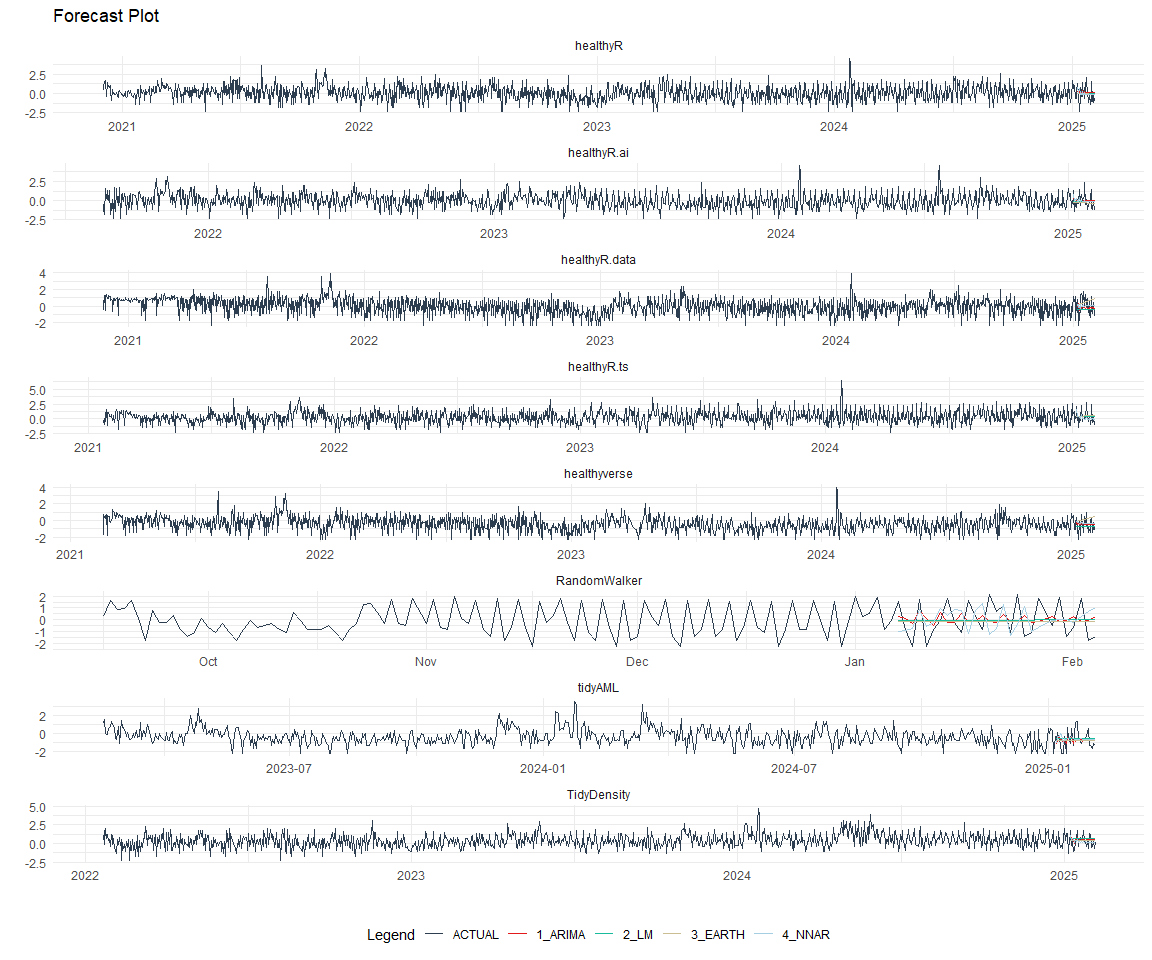 Forecast Plot
healthyR
2.5
0.0
-2.5
2021 2022 2023 2024 2025
healthyR.ai
2.5
0.0
-2.5
2022 2023 2024 2025
healthyR.data
4
2
0
-2
2021 2022 2023 2024 2025
healthyR.ts
5.0
2.5
0.0
-2.5
2021 2022 2023 2024 2025
healthyverse
4
2
0
-2
2021 2022 2023 2024 2025
RandomWalker
2
1
0
-1
-2
Oct Nov Dec Jan Feb
tidyAML
2
0
-2
2023-07 2024-01 2024-07 2025-01
TidyDensity
5.0
2.5
0.0
-2.5
2022 2023 2024 2025
Legend ACTUAL 1_ARIMA 2_LM 3_EARTH 4_NNAR